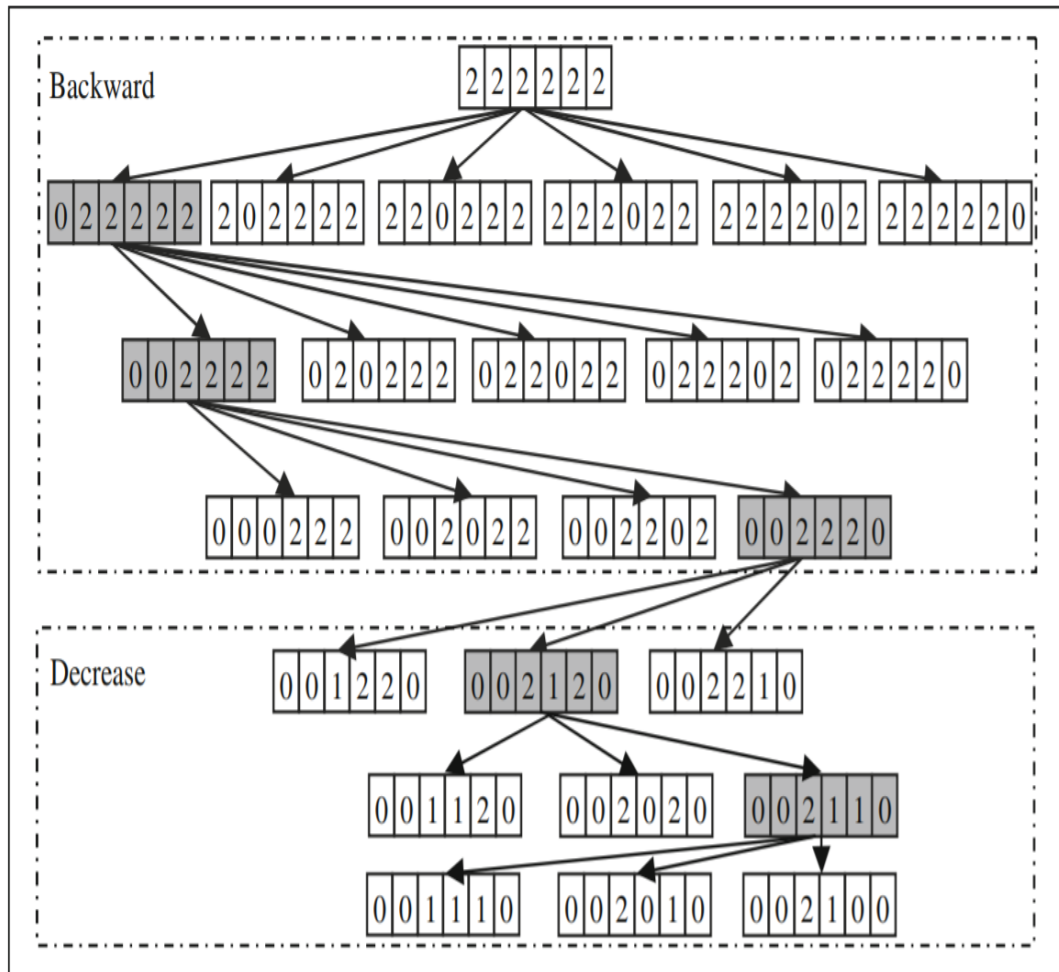 Backward
2 2 2 2 2 2
0 2 2 2 2 2 2 0 2 2 2 2 2 2 0 2 2 2 2 2 2 0 2 2 2 2 2 2 0 2 2 2 2 2 2 0
0 0 2 2 2 2 0 2 0 2 2 2 0 2 2 0 2 2 0 2 2 2 0 2 0 2 2 2 2 0
0 0 0 2 2 2 0 0 2 0 2 2 0 0 2 2 0 2 0 0 2 2 2 0
Decrease
0 0 1 2 2 0 0 0 2 1 2 0 0 0 2 2 1 0
0 0 1 1 2 0 0 0 2 0 2 0 0 0 2 1 1 0
0 0 1 1 1 0 0 0 2 0 1 0 0 0 2 1 0 0